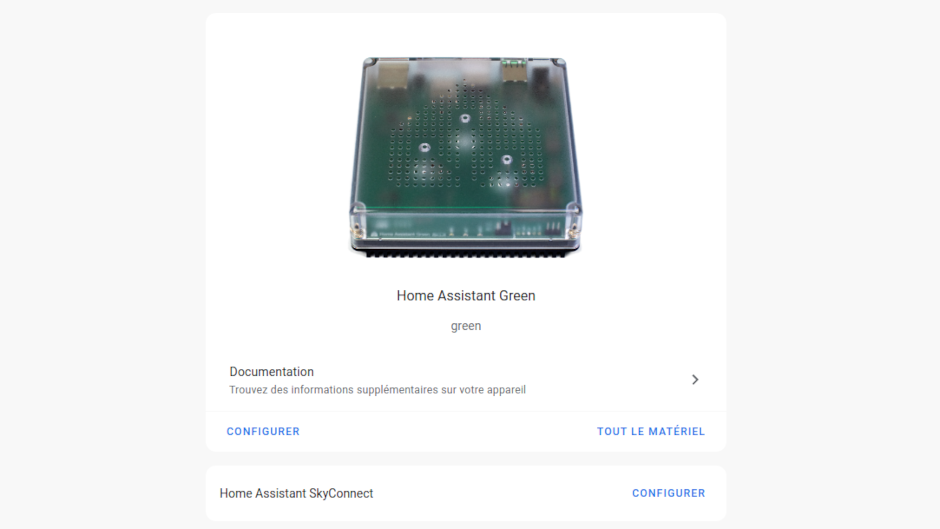 Home Assistant Green
green
Documentation
Trouvez des informations supplémentaires sur votre appareil
CONFIGURER
TOUT LE MATÉRIEL
Home Assistant SkyConnect
CONFIGURER